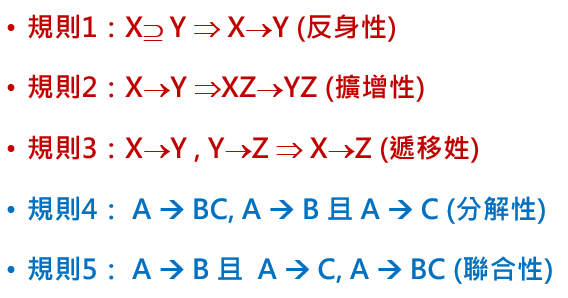 • 規則1：X⊇Y ⇒ X→Y (反身性)
• 規則2：X→Y ⇒XZ→YZ (擴增性)
• 規則3：X→Y , Y→Z ⇒ X→Z (遞移姓)
• 規則4： A → BC, A → B 且 A → C (分解性)
• 規則5： A → B 且 A → C, A → BC (聯合性)